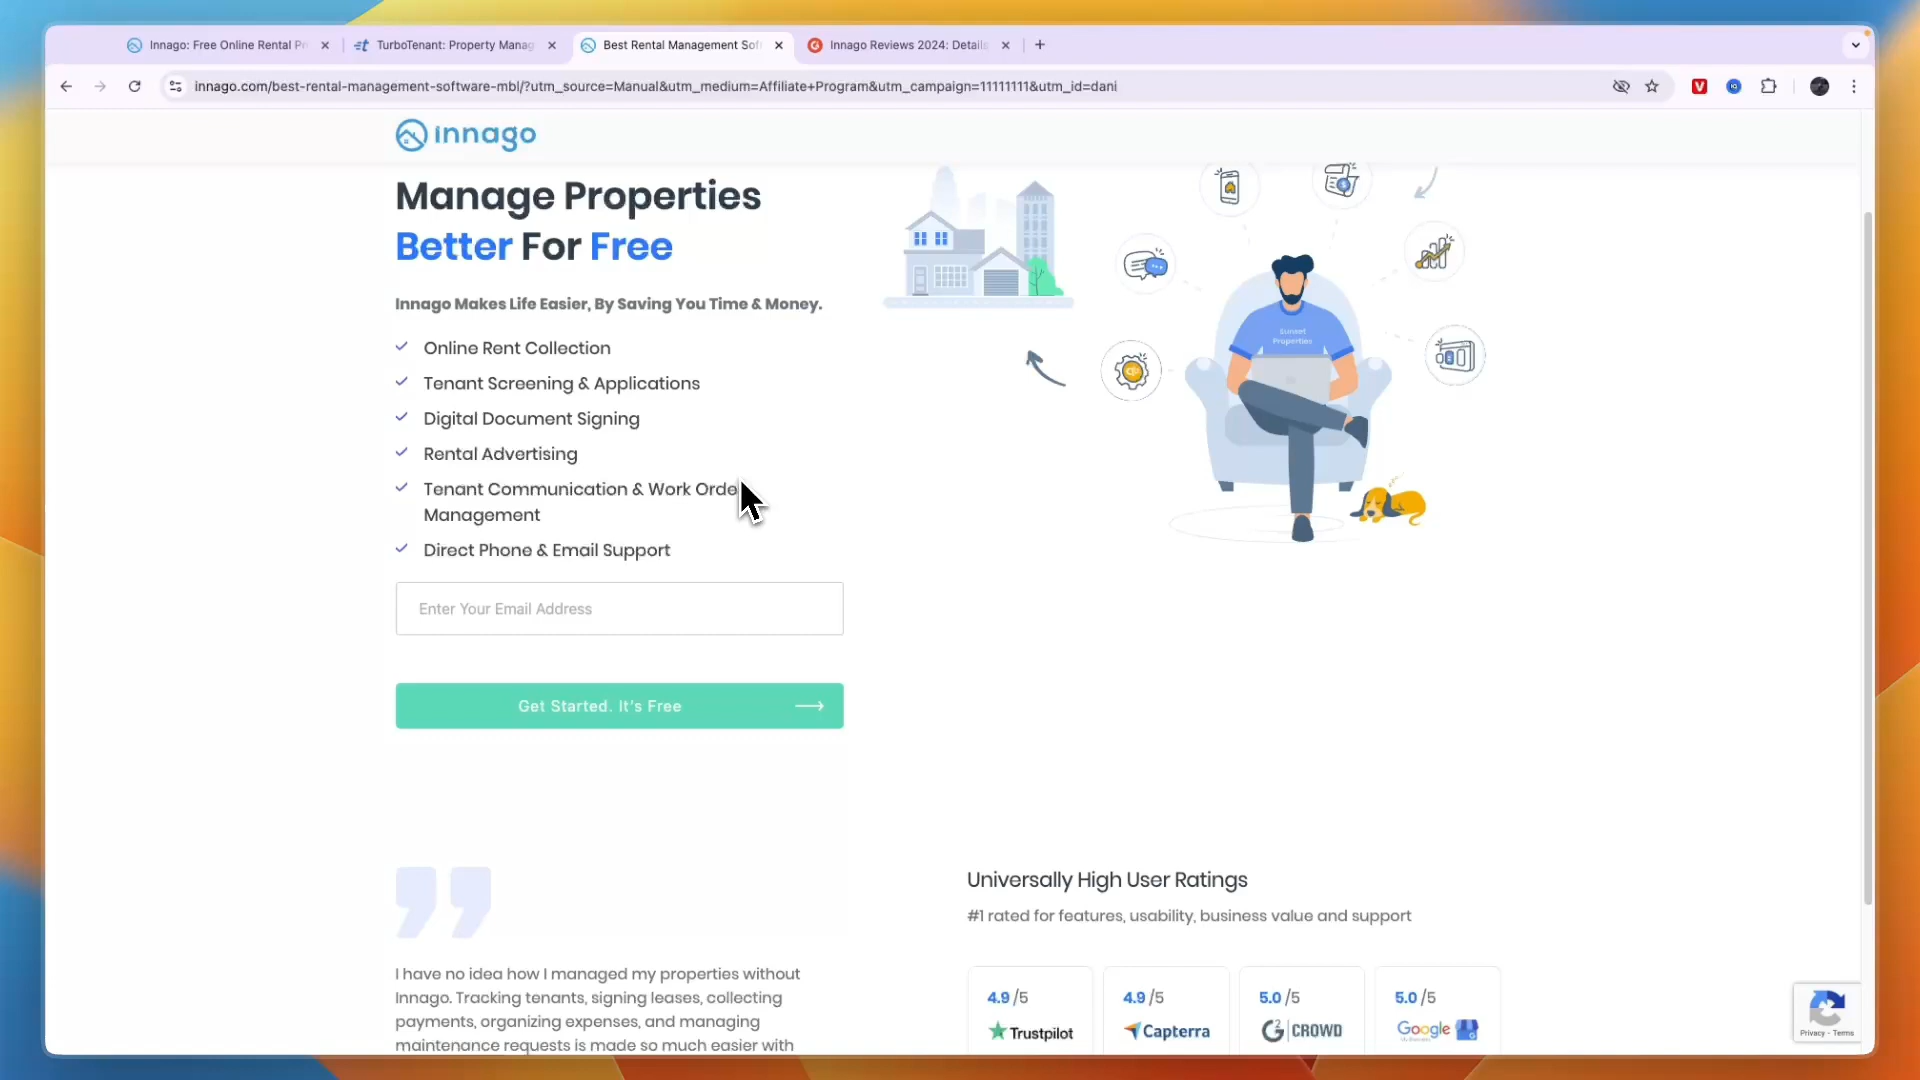 Innago: Free Online Rental Pr
TurboTenant: Property Manag
Best Rental Management Sof
Innago Reviews 2024: Details
innago.com/best-rental-management-software-mbl/?utm_source=Manual&utm_medium=Affiliate+Program&utm_campaign=11111111&utm_id=dani
innago
Manage Properties
Better For Free
Innago Makes Life Easier, By Saving You Time & Money.
Online Rent Collection
Tenant Screening & Applications
Digital Document Signing
Rental Advertising
Tenant Communication & Work Orde
Management
Direct Phone & Email Support
Enter Your Email Address
Get Started. It's Free
Sunset
Properties
I have no idea how I managed my properties without
Innago. Tracking tenants, signing leases, collecting
payments, organizing expenses, and managing
maintenance requests is made so much easier with
Universally High User Ratings
#1 rated for features, usability, business value and support
4.9 /5
Trustpilot
4.9 /5
Capterra
5.0 /5
G2 CROWD
5.0 /5
Google
Privacy - Terms